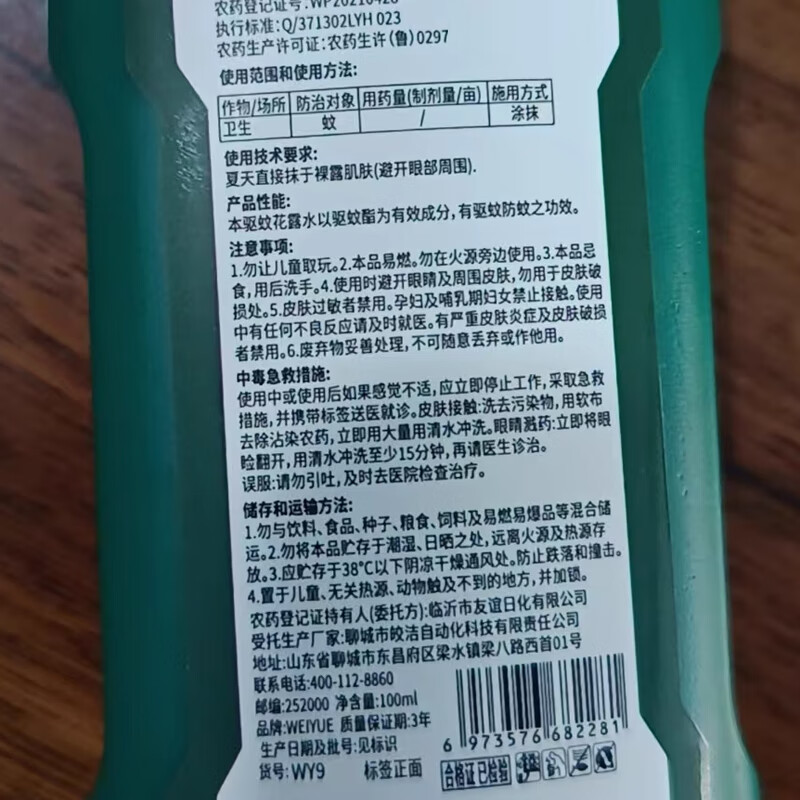 农药登记证号:WP20210428
执行标准:Q/371302LYH 023
农药生产许可证:农药生许(鲁)0297
使用范围和使用方法:
作物/场所 防治对象 用药量(制剂量/亩) 施用方式
卫生 蚊 / 涂抹
使用技术要求:
夏天直接抹于裸露肌肤(避开眼部周围).
产品性能:
本驱蚊花露水以驱蚊酯为有效成分,有驱蚊防蚊之功效。
注意事项:
1.勿让儿童取玩。2.本品易燃。勿在火源旁边使用。3.本品忌
食,用后洗手。4.使用时避开眼睛及周围皮肤,勿用于皮肤破
损处。5.皮肤过敏者禁用。孕妇及哺乳期妇女禁止接触。使用
中有任何不良反应请及时就医。有严重皮肤炎症及皮肤破损
者禁用。6.废弃物妥善处理,不可随意丢弃或作他用。
中毒急救措施:
使用中或使用后如果感觉不适,应立即停止工作,采取急救
措施,并携带标签送医就诊。皮肤接触:洗去污染物,用软布
去除沾染农药,立即用大量用清水冲洗。眼睛溅药:立即将眼
睑翻开,用清水冲洗至少15分钟,再请医生诊治。
误服:请勿引吐,及时去医院检查治疗。
储存和运输方法:
1.勿与饮料、食品、种子、粮食、饲料及易燃易爆品等混合储
运。2.勿将本品贮存于潮湿、日晒之处,远离火源及热源存
放。3.应贮存于38℃以下阴凉干燥通风处。防止跌落和撞击。
4.置于儿童、无关热源、动物触及不到的地方,并加锁。
农药登记证持有人(委托方):临沂市友谊日化有限公司
受托生产厂家:聊城市皎洁自动化科技有限责任公司
地址:山东省聊城市东昌府区梁水镇梁八路西首01号
联系电话:400-112-8860
邮编:252000 净含量:100ml
品牌:WEIYUE 质量保证期:3年
生产日期及批号:见标识
货号:WY9 标签正面
6 973576 682281
合格证 已检验